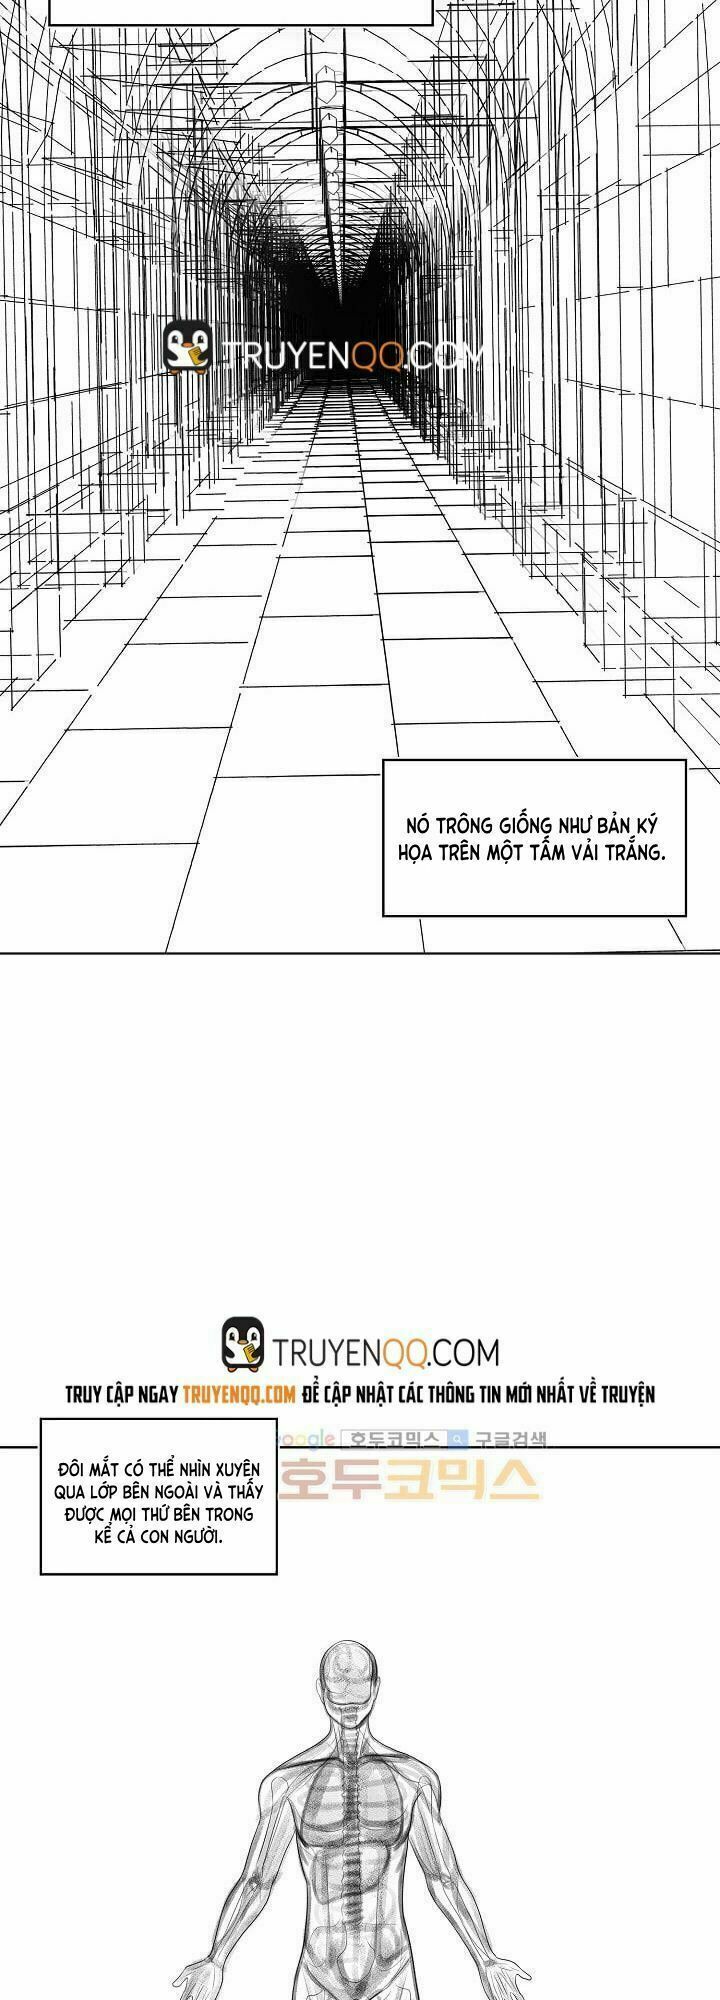 TRUYENQQ.COM
NÓ TRÔNG GIỐNG NHƯ BẢN KÝ
HỌA TRÊN MỘT TẤM VẢI TRẮNG.
TRUYENQQ.COM
TRUY CẬP NGAY TRUYENQQ.COM ĐỂ CẬP NHẬT CÁC THÔNG TIN MỚI NHẤT VỀ TRUYỆN
Google 호두코믹스 구글검색
호두코믹스
ĐÔI MẮT CÓ THỂ NHÌN XUYÊN
QUA LỚP BÊN NGOÀI VÀ THẤY
ĐƯỢC MỌI THỨ BÊN TRONG
KỂ CẢ CON NGƯỜI.